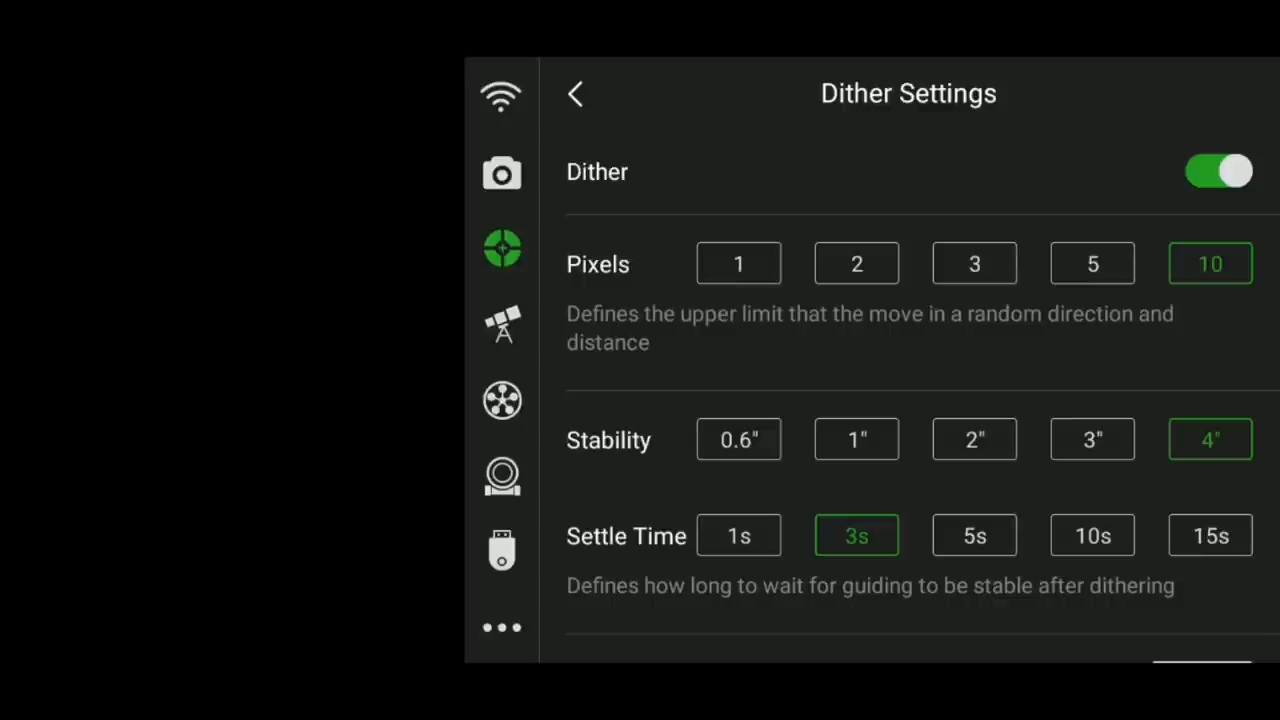 Dither Settings
Dither
Pixels 1 2 3 5 10
Defines the upper limit that the move in a random direction and
distance
Stability 0.6" 1" 2" 3" 4"
Settle Time 1s 3s 5s 10s 15s
Defines how long to wait for guiding to be stable after dithering